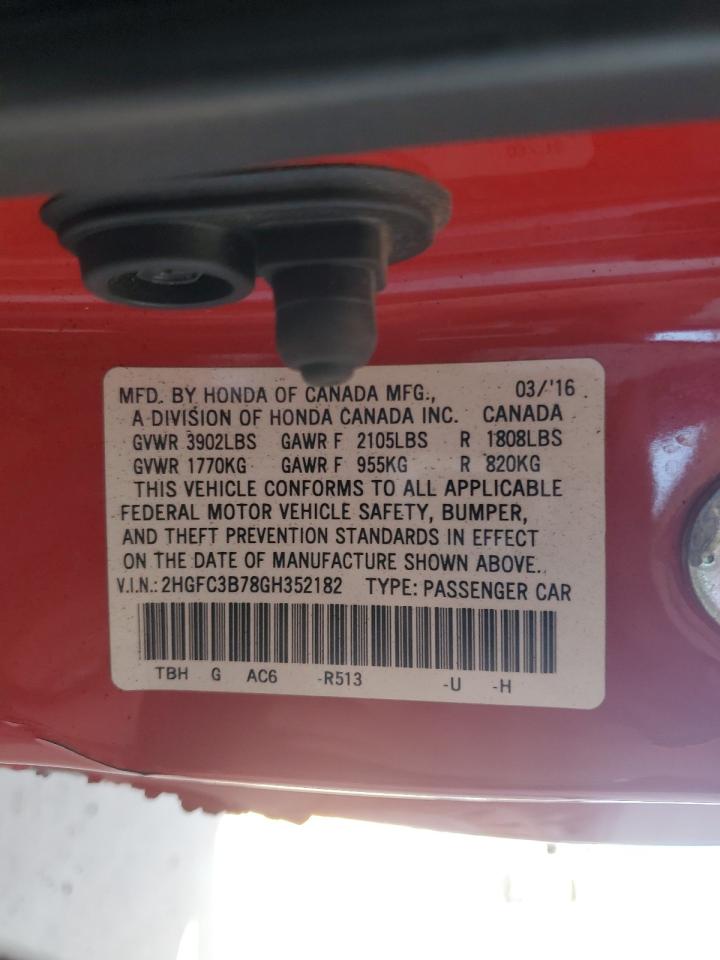 MFD. BY HONDA OF CANADA MFG., 03/'16
A DIVISION OF HONDA CANADA INC. CANADA
GVWR 3902LBS GAWR F 2105LBS R 1808LBS
GVWR 1770KG GAWR F 955KG R 820KG
THIS VEHICLE CONFORMS TO ALL APPLICABLE
FEDERAL MOTOR VEHICLE SAFETY, BUMPER,
AND THEFT PREVENTION STANDARDS IN EFFECT
ON THE DATE OF MANUFACTURE SHOWN ABOVE.
V.I.N.: 2HGFC3B78GH352182 TYPE: PASSENGER CAR
TBH G AC6 -R513 -U -H